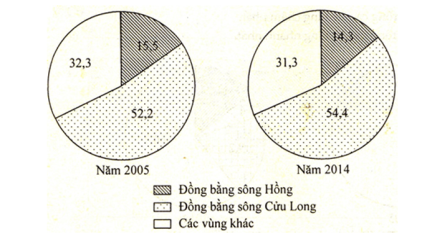 15,5
32,3
52,2
Năm 2005
14,3
31,3
54,4
Năm 2014
Đồng bằng sông Hồng
Đồng bằng sông Cửu Long
Các vùng khác